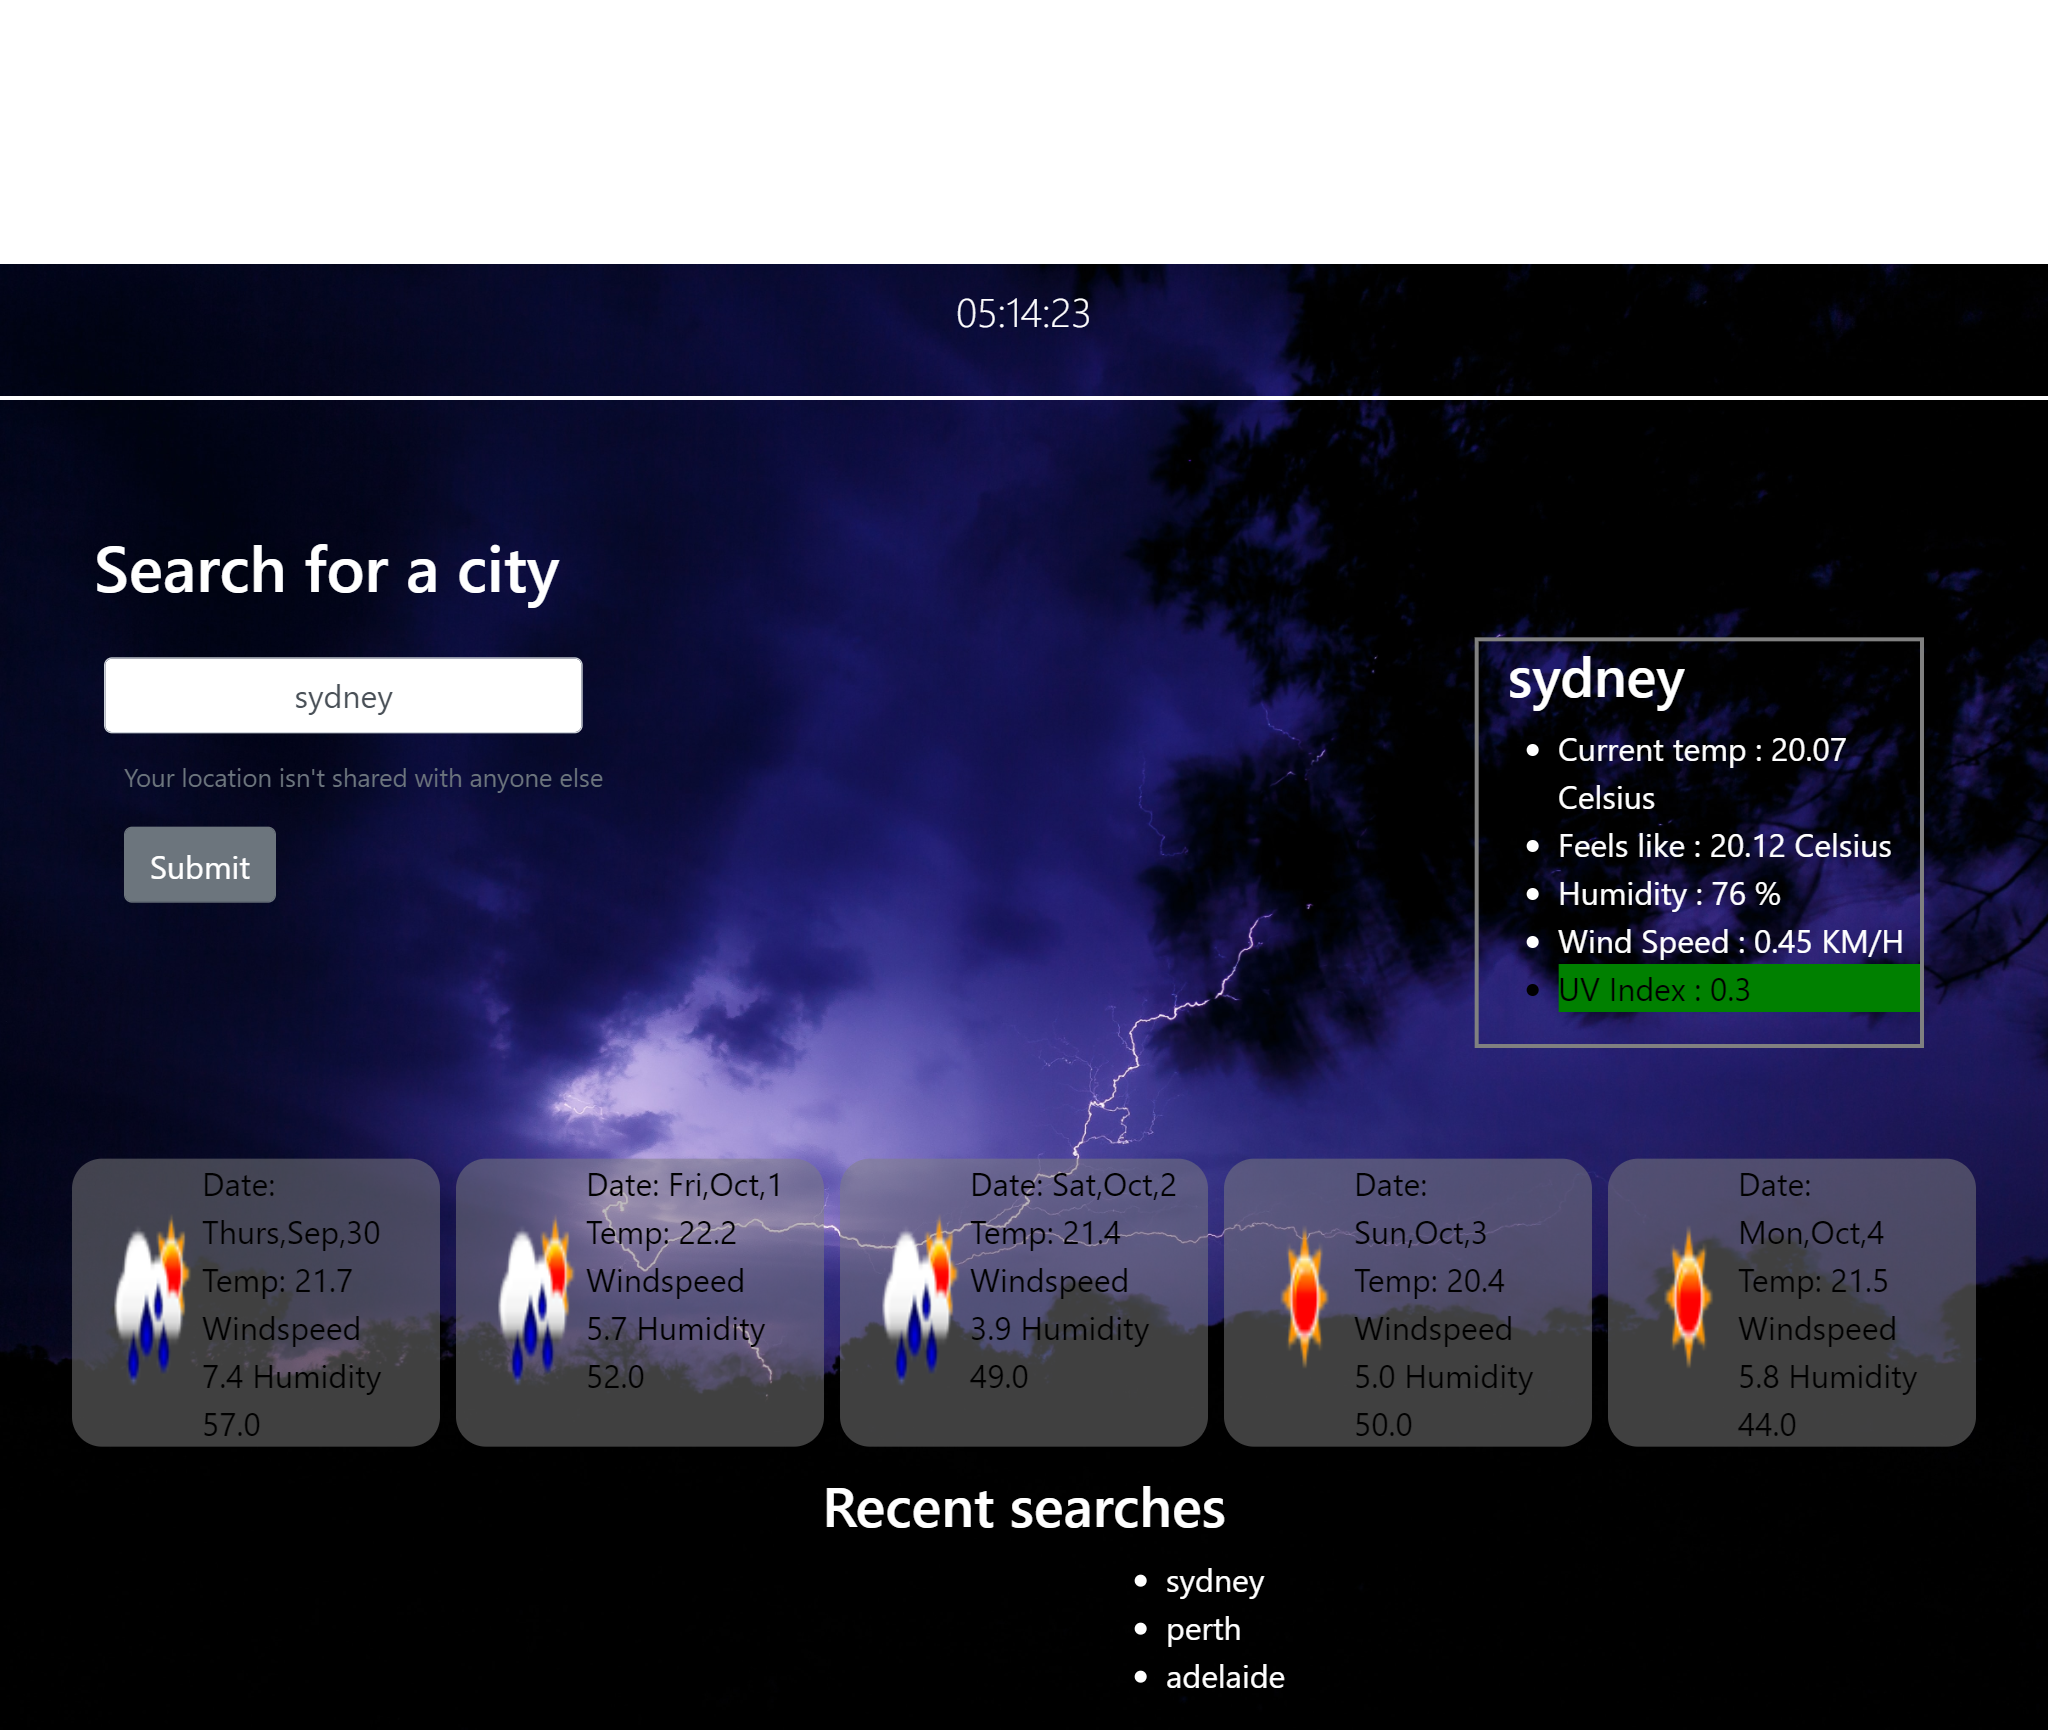 05:14:23
Search for a city
sydney
Your location isn't shared with anyone else
Submit
sydney
Current temp : 20.07
Celsius
Feels like : 20.12 Celsius
Humidity : 76 %
Wind Speed : 0.45 KM/H
UV Index : 0.3
Date:
Thurs,Sep,30
Temp: 21.7
Windspeed
7.4 Humidity
57.0
Date: Fri,Oct,1
Temp: 22.2
Windspeed
5.7 Humidity
52.0
Date: Sat,Oct,2
Temp: 21.4
Windspeed
3.9 Humidity
49.0
Date:
Sun,Oct,3
Temp: 20.4
Windspeed
5.0 Humidity
50.0
Date:
Mon,Oct,4
Temp: 21.5
Windspeed
5.8 Humidity
44.0
Recent searches
sydney
perth
adelaide